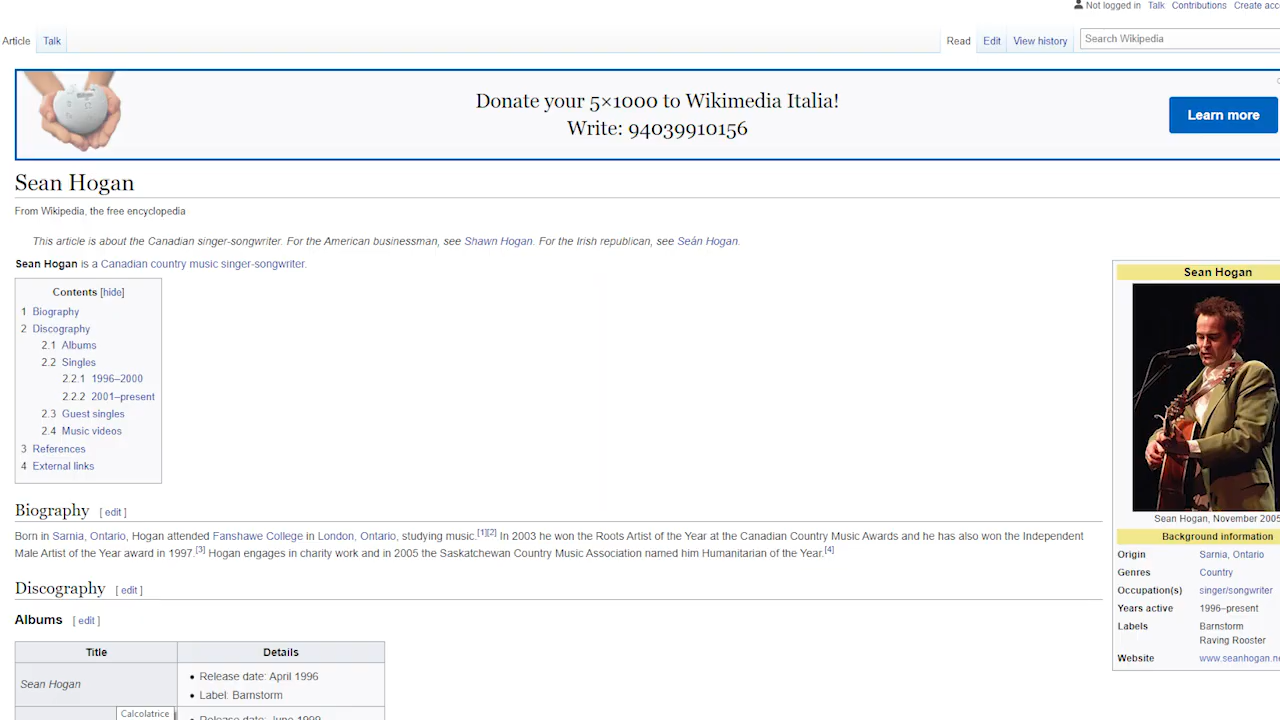 Not logged in Talk Contributions Create
Article Talk Read Edit View history Search Wikipedia
Donate your 5×1000 to Wikimedia Italia!
Write: 94039910156
Learn more
Sean Hogan
From Wikipedia, the free encyclopedia
This article is about the Canadian singer-songwriter. For the American businessman, see Shawn Hogan. For the Irish republican, see Seán Hogan.
Sean Hogan is a Canadian country music singer-songwriter.
Contents [hide]
1 Biography
2 Discography
2.1 Albums
2.2 Singles
2.2.1 1996–2000
2.2.2 2001–present
2.3 Guest singles
2.4 Music videos
3 References
4 External links
Biography [ edit ]
Born in Sarnia, Ontario, Hogan attended Fanshawe College in London, Ontario, studying music.[1][2] In 2003 he won the Roots Artist of the Year at the Canadian Country Music Awards and he has also won the Independent
Male Artist of the Year award in 1997.[3] Hogan engages in charity work and in 2005 the Saskatchewan Country Music Association named him Humanitarian of the Year.[4]
Discography [ edit ]
Albums [ edit ]
Title Details
Sean Hogan
• Release date: April 1996
• Label: Barnstorm
• Release date: June 1999
Calcolatrice
Sean Hogan
Sean Hogan, November 2005
Background information
Origin Sarnia, Ontario
Genres Country
Occupation(s) singer/songwriter
Years active 1996–present
Labels Barnstorm
Raving Rooster
Website www.seanhogan.ne